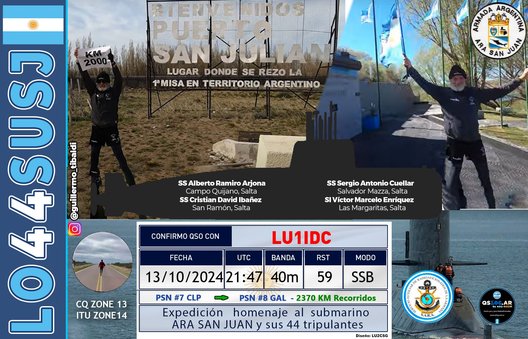 LO44SUSJ
@guillermo_tibaldi
KM
2000
BIENVENIDOS
PUERTO
SAN JULIAN
LUGAR DONDE SE REZO LA
1ª MISA EN TERRITORIO ARGENTINO
ARMADA ARGENTINA
ARA SAN JUAN
SS Alberto Ramiro Arjona
Campo Quijano, Salta
SS Cristian David Ibañez
San Ramón, Salta
SS Sergio Antonio Cuellar
Salvador Mazza, Salta
SI Víctor Marcelo Enriquez
Las Margaritas, Salta
CQ ZONE 13
ITU ZONE14
CONFIRMO QSO CON
LU1IDC
FECHA UTC BANDA RST MODO
13/10/2024 21:47 40m 59 SSB
PSN #7 CLP PSN #8 GAL - 2370 KM Recorridos
Expedición homenaje al submarino
ARA SAN JUAN y sus 44 tripulantes
Diseño: LU2CSG
QSL.AR